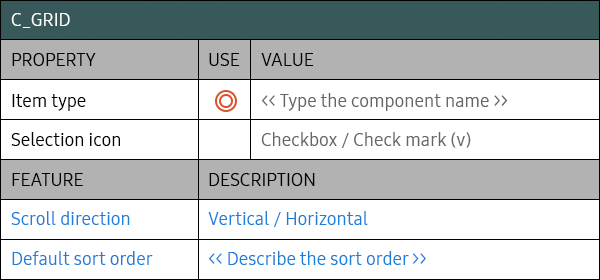 C_GRID
PROPERTY USE VALUE
Item type << Type the component name >>
Selection icon Checkbox / Check mark (v)
FEATURE DESCRIPTION
Scroll direction Vertical / Horizontal
Default sort order << Describe the sort order >>